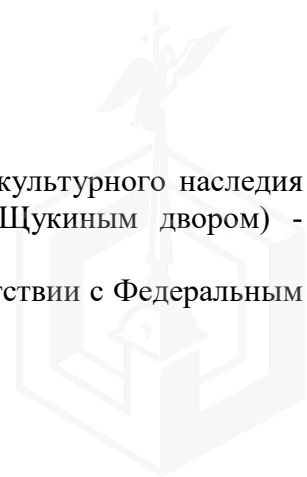 культурного наследия
Щукиным двором) -
тствии с Федеральным